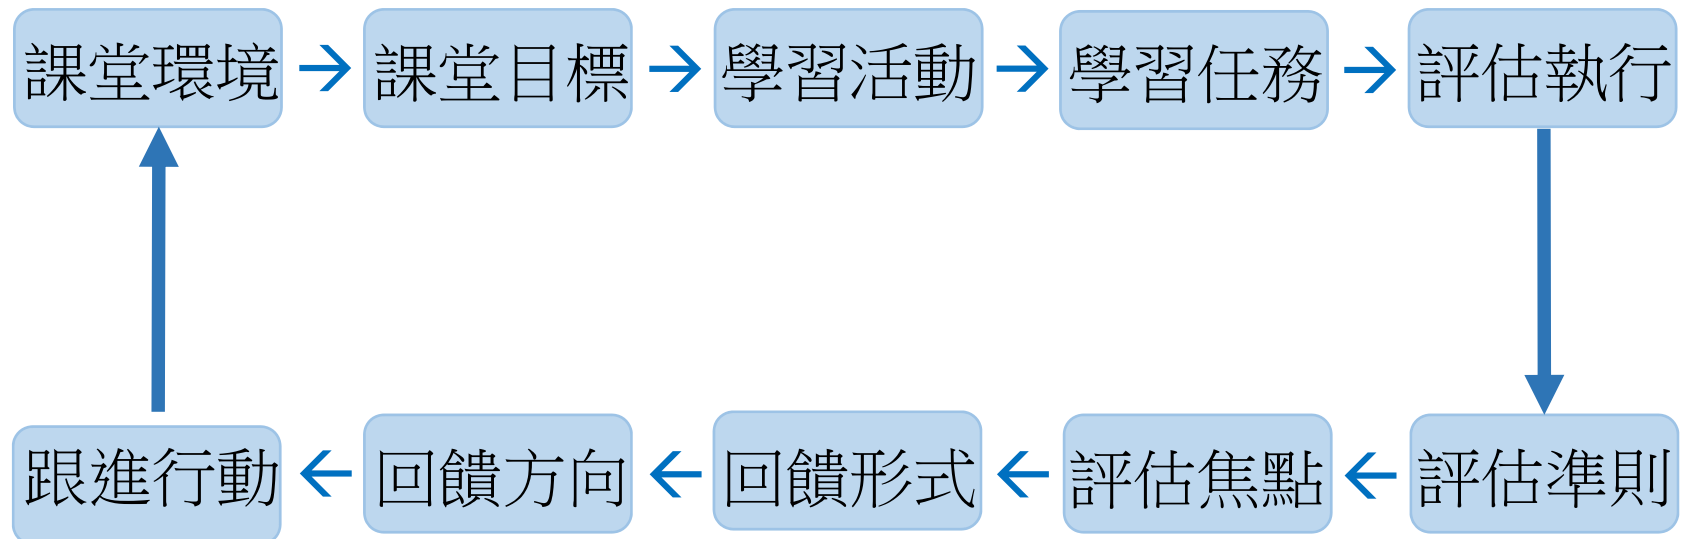 課堂環境
課堂目標
學習活動
學習任務
評估執行
評估準則
評估焦點
回饋形式
回饋方向
跟進行動